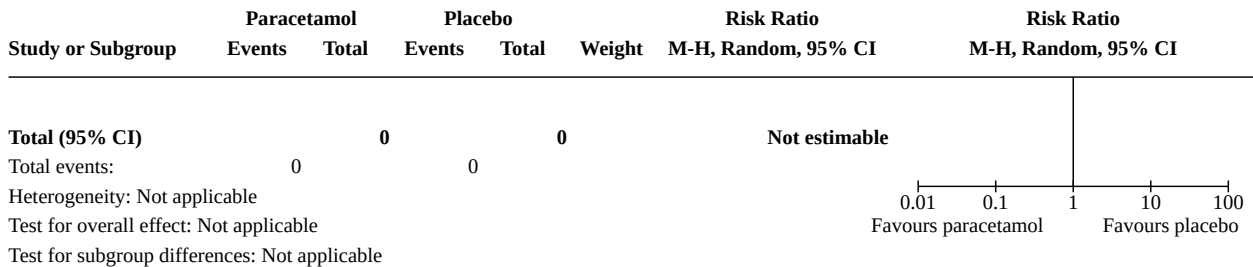 Paracetamol Placebo Risk Ratio Risk Ratio
Study or Subgroup Events Total Events Total Weight M-H, Random, 95% CI M-H, Random, 95% CI
Total (95% CI) 0 0 Not estimable
Total events: 0 0
Heterogeneity: Not applicable
0.01 0.1 1 10 100
Test for overall effect: Not applicable Favours paracetamol Favours placebo
Test for subgroup differences: Not applicable